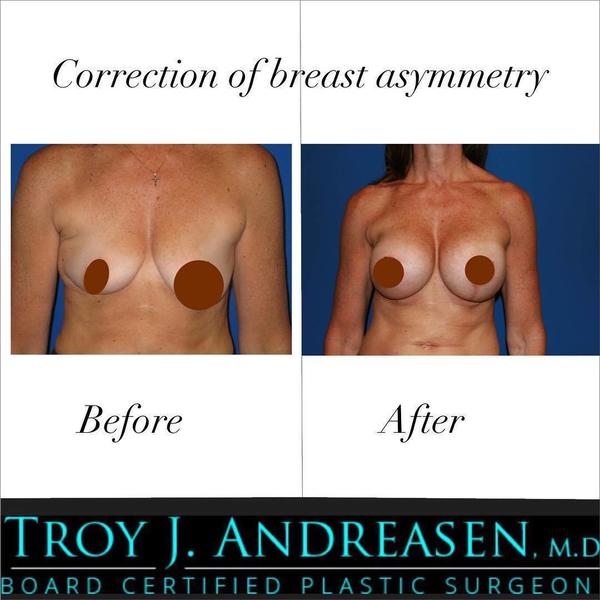 Correction of breast asymmetry
Before
After
TROY J. ANDREASEN, M.D
BOARD CERTIFIED PLASTIC SURGEON